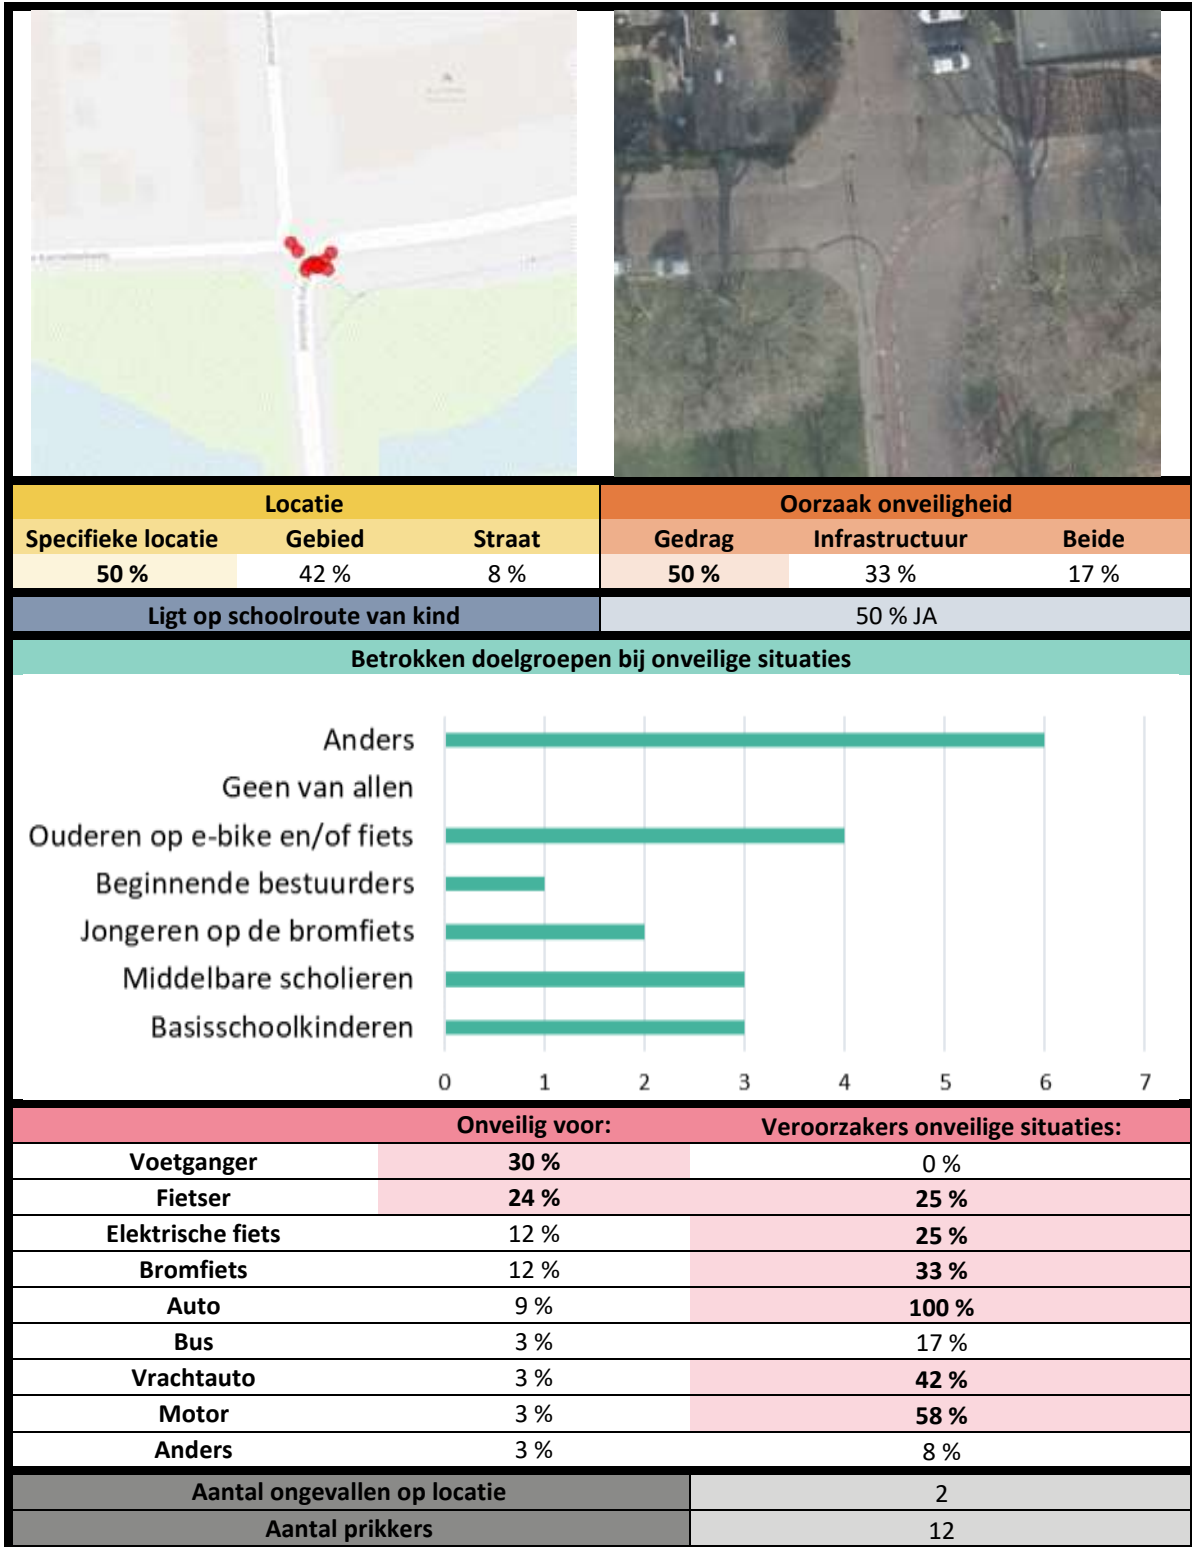 Locatie Oorzaak onveiligheid
Specifieke locatie Gebied Straat Gedrag Infrastructuur Beide
50 % 42 % 8 % 50 % 33 % 17 %
Ligt op schoolroute van kind 50 % JA
Betrokken doelgroepen bij onveilige situaties
Anders
Geen van allen
Ouderen op e-bike en/of fiets
Beginnende bestuurders
Jongeren op de bromfiets
Middelbare scholieren
Basisschoolkinderen
0 1 2 3 4 5 6 7
Onveilig voor: Veroorzakers onveilige situaties:
Voetganger 30 % 0 %
Fietser 24 % 25 %
Elektrische fiets 12 % 25 %
Bromfiets 12 % 33 %
Auto 9 % 100 %
Bus 3 % 17 %
Vrachtauto 3 % 42 %
Motor 3 % 58 %
Anders 3 % 8 %
Aantal ongevallen op locatie 2
Aantal prikkers 12